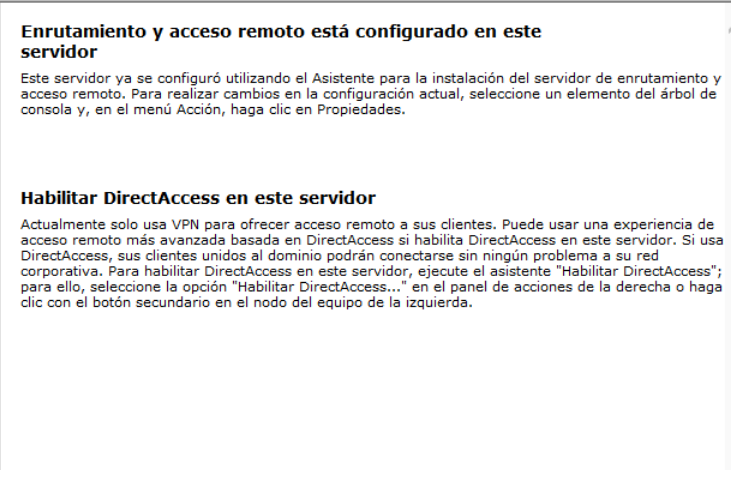 Enrutamiento y acceso remoto está configurado en este
servidor
Este servidor ya se configuró utilizando el Asistente para la instalación del servidor de enrutamiento y
acceso remoto. Para realizar cambios en la configuración actual, seleccione un elemento del árbol de
consola y, en el menú Acción, haga clic en Propiedades.
Habilitar DirectAccess en este servidor
Actualmente solo usa VPN para ofrecer acceso remoto a sus clientes. Puede usar una experiencia de
acceso remoto más avanzada basada en DirectAccess si habilita DirectAccess en este servidor. Si usa
DirectAccess, sus clientes unidos al dominio podrán conectarse sin ningún problema a su red
corporativa. Para habilitar DirectAccess en este servidor, ejecute el asistente "Habilitar DirectAccess";
para ello, seleccione la opción "Habilitar DirectAccess..." en el panel de acciones de la derecha o haga
clic con el botón secundario en el nodo del equipo de la izquierda.